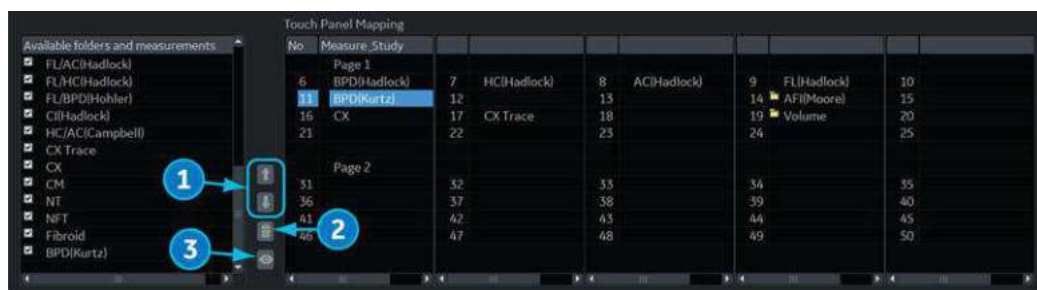 Touch Panel Mapping
Available folders and measurements No Measure_Study
FL/AC(Hadlock) Page 1
FL/HC(Hadlock) 6 BPD(Hadlock) 7 HC(Hadlock) 8 AC(Hadlock) 9 FL(Hadlock) 10
FL/BPD(Hohler) 11 BPD(Kurtz) 12 13 14 AFI(Moore) 15
CI(Hadlock) 16 CX 17 CX Trace 18 19 Volume 20
HC/AC(Campbell) 21 22 23 24 25
CX Trace
CX Page 2
CM 31 32 33 34 35
NT 36 37 38 39 40
NFT 41 42 43 44 45
Fibroid 46 47 48 49 50
BPD(Kurtz)
1
2
3